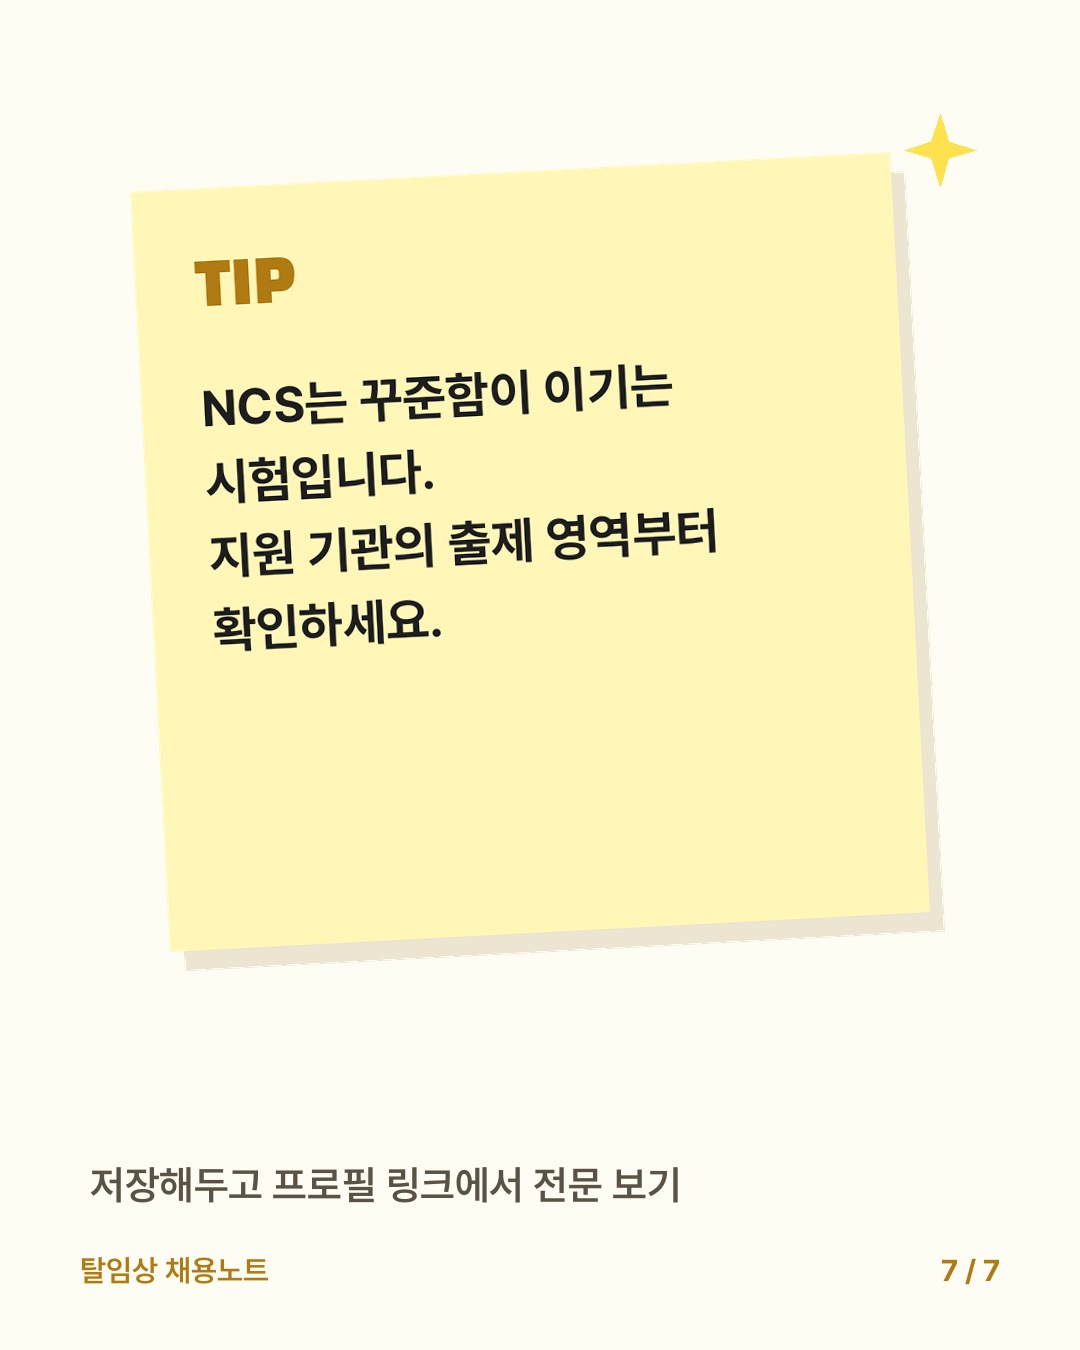 TIP
NCS는 꾸준함이 이기는
시험입니다.
지원 기관의 출제 영역부터
확인하세요.
저장해두고 프로필 링크에서 전문 보기
탈임상 채용노트
7 / 7